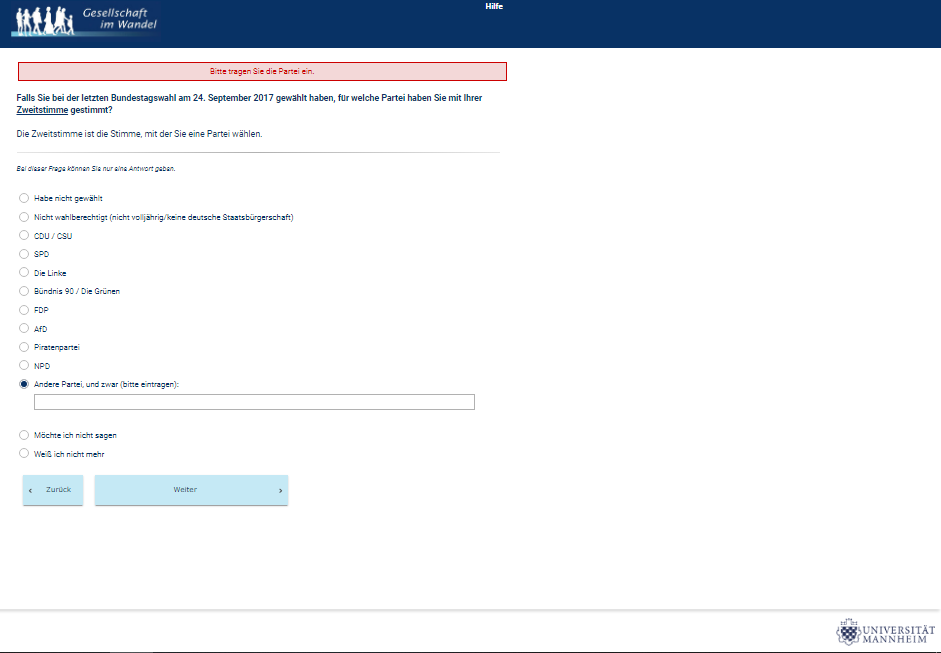 Gesellschaft
im Wandel
Hilfe
Bitte tragen Sie die Partei ein.
Falls Sie bei der letzten Bundestagswahl am 24. September 2017 gewählt haben, für welche Partei haben Sie mit Ihrer
Zweitstimme gestimmt?
Die Zweitstimme ist die Stimme, mit der Sie eine Partei wählen.
Bei dieser Frage können Sie nur eine Antwort geben.
Habe nicht gewählt
Nicht wahlberechtigt (nicht volljährig/keine deutsche Staatsbürgerschaft)
CDU / CSU
SPD
Die Linke
Bündnis 90 / Die Grünen
FDP
AfD
Piratenpartei
NPD
Andere Partei, und zwar (bitte eintragen):
Möchte ich nicht sagen
Weiß ich nicht mehr
‹ Zurück
Weiter ›
UNIVERSITÄT
MANNHEIM